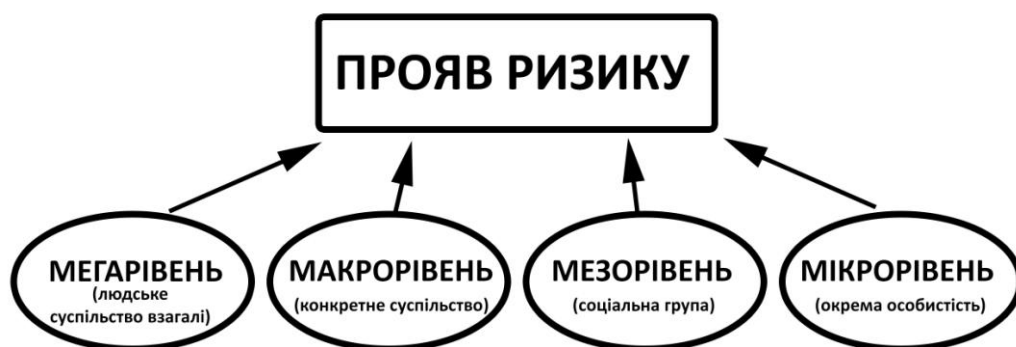 ПРОЯВ РИЗИКУ
МЕГАРІВЕНЬ
(людське
суспільство взагалі)
МАКРОРІВЕНЬ
(конкретне суспільство)
МЕЗОРІВЕНЬ
(соціальна група)
МІКРОРІВЕНЬ
(окрема особистість)